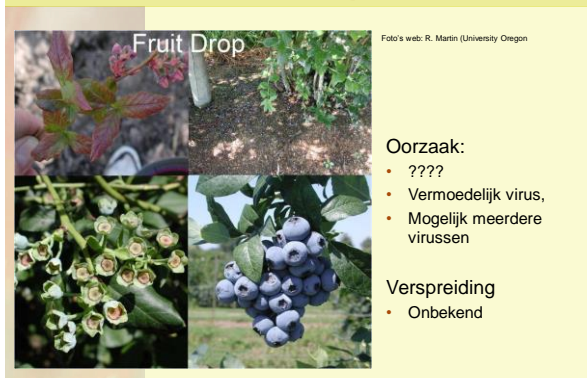 Fruit Drop
Foto's web: R. Martin (University Oregon
Oorzaak:
• ????
• Vermoedelijk virus,
• Mogelijk meerdere
virussen
Verspreiding
• Onbekend